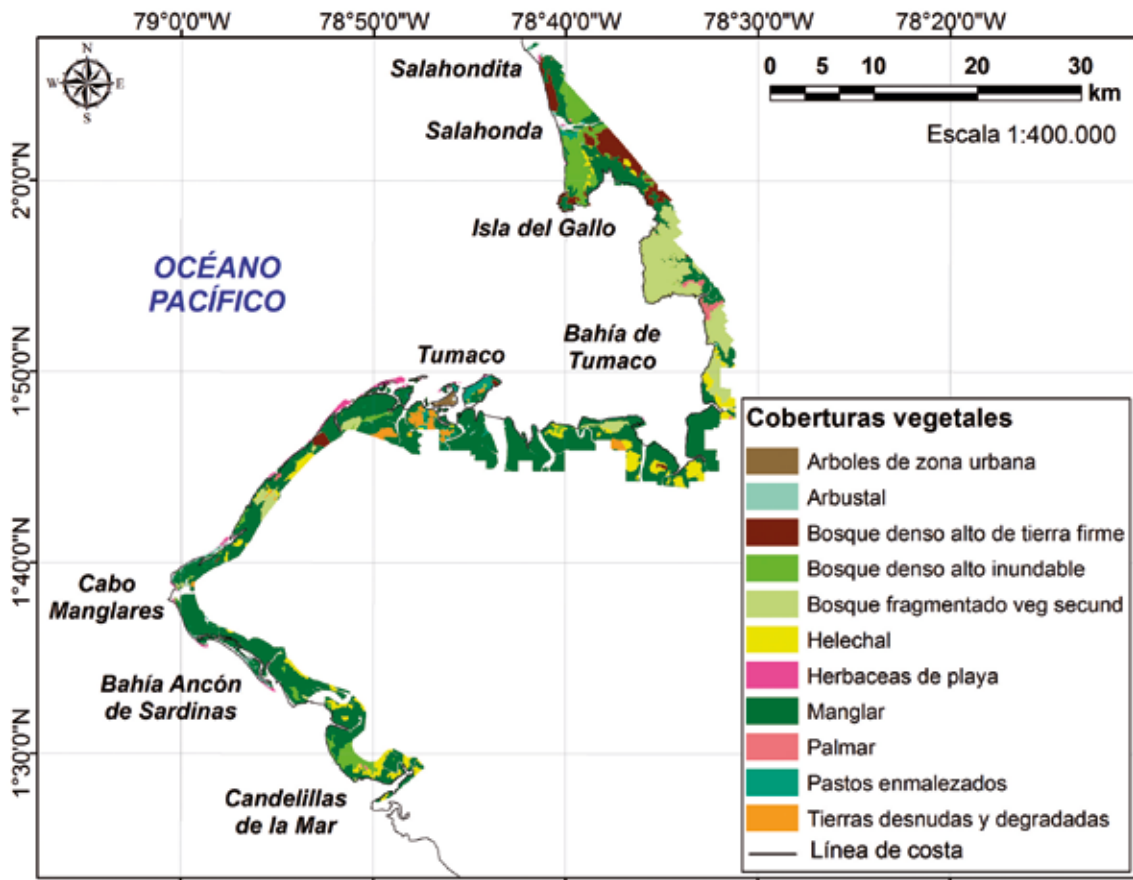 79°0'0"W 78°50'0"W 78°40'0"W 78°30'0"W 78°20'0"W
N
W E
S
0 5 10 20 30
km
Escala 1:400.000
Salahondita
Salahonda
2°0'0"N
Isla del Gallo
OCÉANO
PACÍFICO
Bahía de
Tumaco
Tumaco
1°50'0"N
1°40'0"N
Cabo
Manglares
Bahía Ancón
de Sardinas
1°30'0"N
Candelillas
de la Mar
Coberturas vegetales
Arboles de zona urbana
Arbustal
Bosque denso alto de tierra firme
Bosque denso alto inundable
Bosque fragmentado veg secund
Helechal
Herbaceas de playa
Manglar
Palmar
Pastos enmalezados
Tierras desnudas y degradadas
Línea de costa